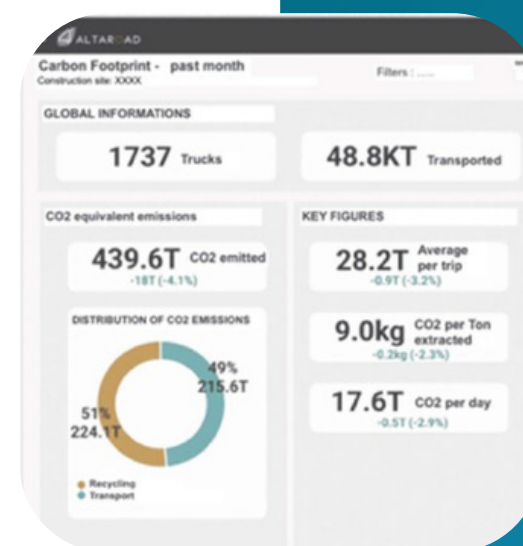 ALTAROAD
Carbon Footprint - past month
Construction site: XXXX
Filters : .....
GLOBAL INFORMATIONS
1737 Trucks
48.8KT Transported
CO2 equivalent emissions
439.6T CO2 emitted
-18T (-4.1%)
DISTRIBUTION OF CO2 EMISSIONS
49%
215.6T
51%
224.1T
Recycling
Transport
KEY FIGURES
28.2T Average
per trip
-0.9T (-3.2%)
9.0kg CO2 per Ton
extracted
-0.2kg (-2.3%)
17.6T CO2 per day
-0.5T (-2.9%)